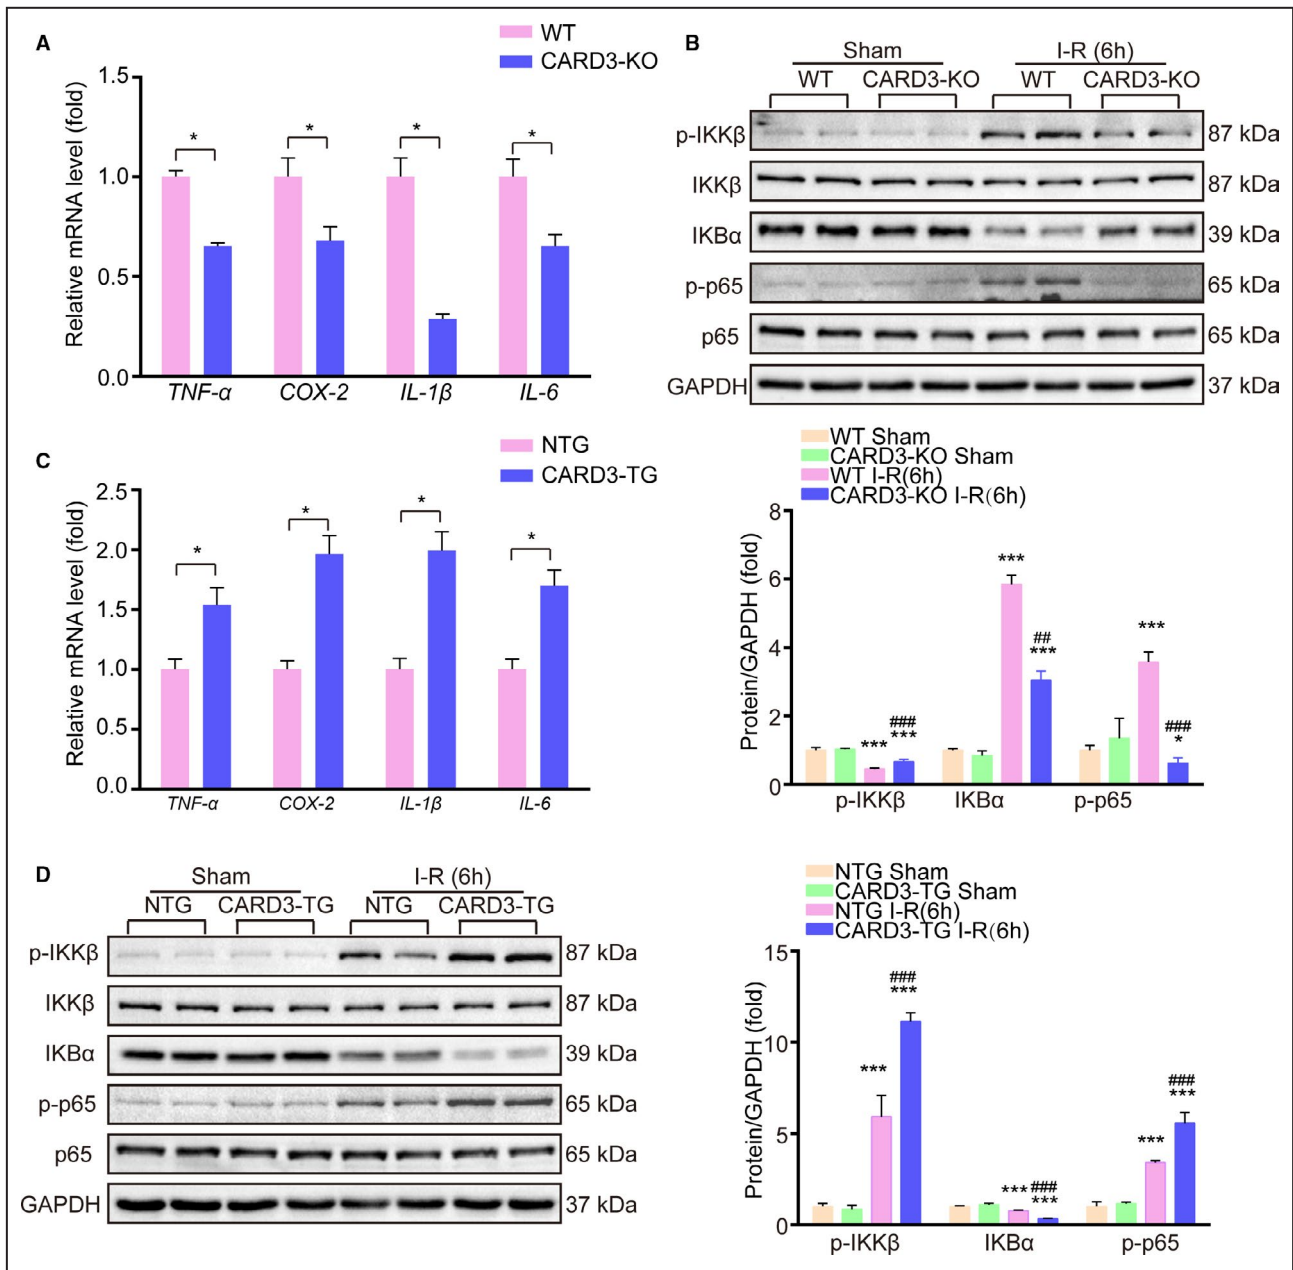 A
WT
CARD3-KO
Relative mRNA level (fold)
1.5
1.0
0.5
0.0
* * * *
TNF-α COX-2 IL-1β IL-6
B
Sham I-R (6h)
WT CARD3-KO WT CARD3-KO
p-IKKβ 87 kDa
IKKβ 87 kDa
IKBα 39 kDa
p-p65 65 kDa
p65 65 kDa
GAPDH 37 kDa
WT Sham
CARD3-KO Sham
WT I-R(6h)
CARD3-KO I-R(6h)
Protein/GAPDH (fold)
8
6
4
2
0
*** ### *** *** ## *** *** ### *
p-IKKβ IKBα p-p65
C
NTG
CARD3-TG
Relative mRNA level (fold)
2.5
2.0
1.5
1.0
0.5
0.0
* * * *
TNF-α COX-2 IL-1β IL-6
D
Sham I-R (6h)
NTG CARD3-TG NTG CARD3-TG
p-IKKβ 87 kDa
IKKβ 87 kDa
IKBα 39 kDa
p-p65 65 kDa
p65 65 kDa
GAPDH 37 kDa
NTG Sham
CARD3-TG Sham
NTG I-R(6h)
CARD3-TG I-R(6h)
Protein/GAPDH (fold)
15
10
5
0
*** ### *** *** ### *** *** ### ***
p-IKKβ IKBα p-p65